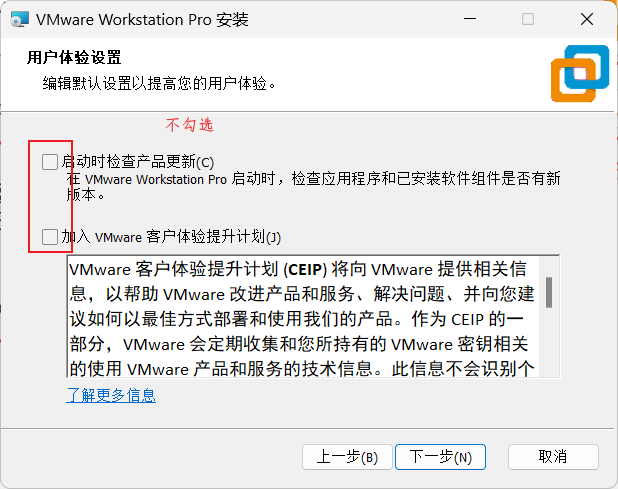 VMware Workstation Pro 安装
用户体验设置
编辑默认设置以提高您的用户体验。
不勾选
启动时检查产品更新(C)
在 VMware Workstation Pro 启动时，检查应用程序和已安装软件组件是否有新
版本。
加入 VMware 客户体验提升计划(J)
VMware 客户体验提升计划 (CEIP) 将向 VMware 提供相关信
息，以帮助 VMware 改进产品和服务、解决问题、并向您建
议如何以最佳方式部署和使用我们的产品。作为 CEIP 的一
部分，VMware 会定期收集和您所持有的 VMware 密钥相关
的使用 VMware 产品和服务的技术信息。此信息不会识别个
了解更多信息
上一步(B)
下一步(N)
取消